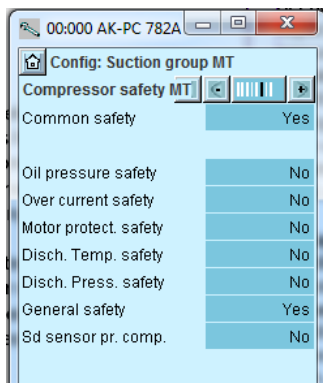 00:000 AK-PC 782A
Config: Suction group MT
Compressor safety MT
Common safety Yes
Oil pressure safety No
Over current safety No
Motor protect. safety No
Disch. Temp. safety No
Disch. Press. safety No
General safety Yes
Sd sensor pr. comp. No